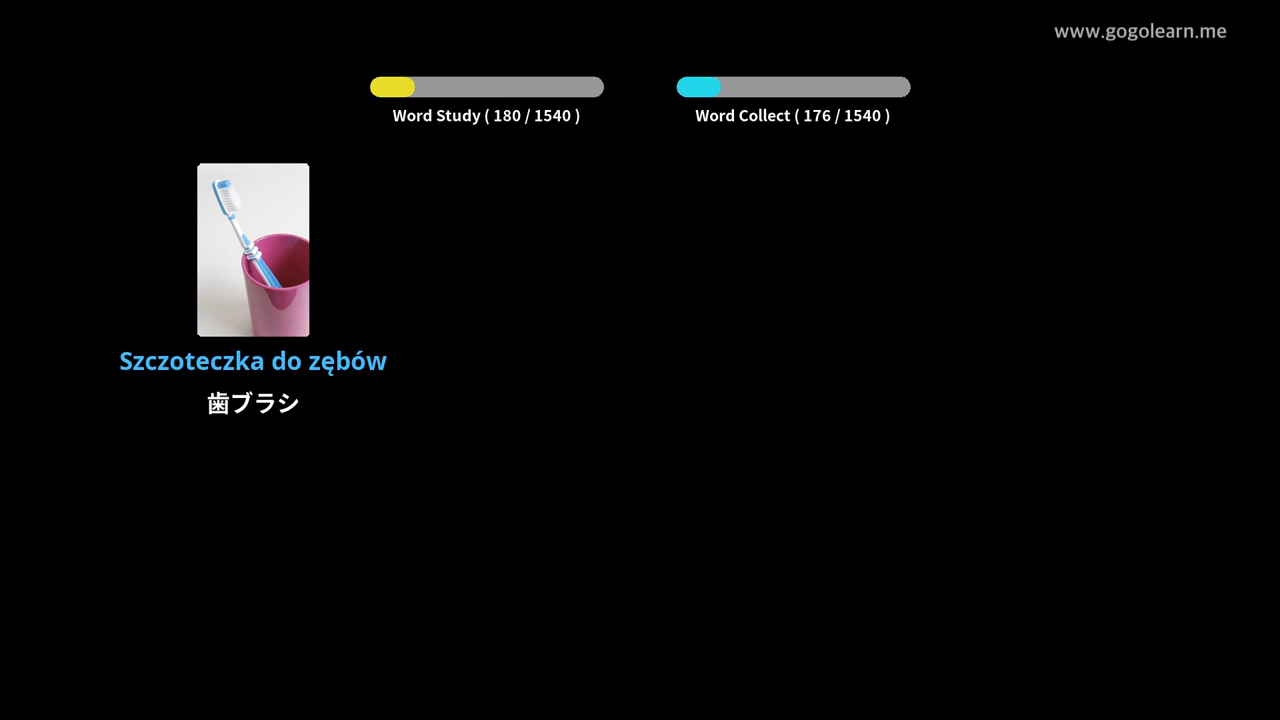 www.gogolearn.me
Word Study ( 180 / 1540 )
Word Collect ( 176 / 1540 )
Szczoteczka do zębów
歯ブラシ